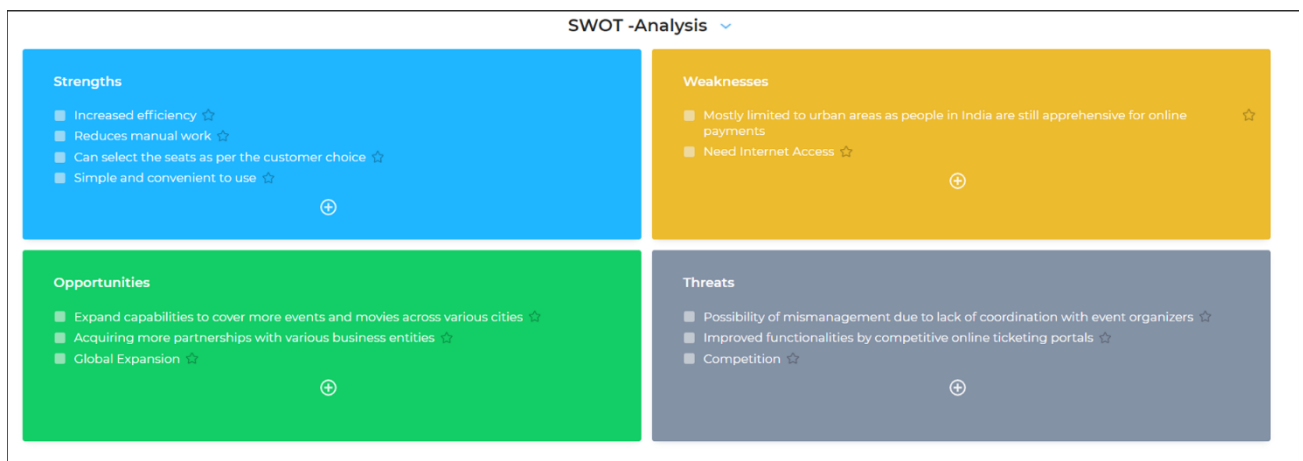 SWOT -Analysis
Strengths
Increased efficiency
Reduces manual work
Can select the seats as per the customer choice
Simple and convenient to use
Weaknesses
Mostly limited to urban areas as people in India are still apprehensive for online
payments
Need Internet Access
Opportunities
Expand capabilities to cover more events and movies across various cities
Acquiring more partnerships with various business entities
Global Expansion
Threats
Possibility of mismanagement due to lack of coordination with event organizers
Improved functionalities by competitive online ticketing portals
Competition